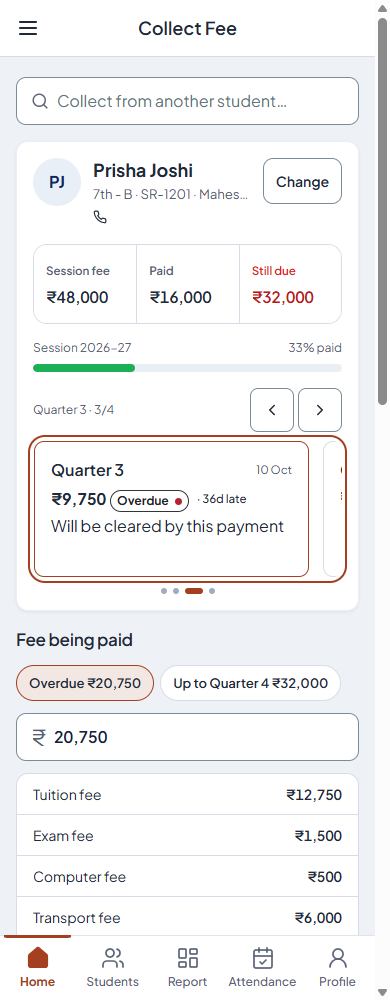 Collect Fee
Collect from another student…
PJ
Prisha Joshi
7th - B · SR-1201 · Mahes…
Change
Session fee
₹48,000
Paid
₹16,000
Still due
₹32,000
Session 2026–27
33% paid
Quarter 3 · 3/4
Quarter 3
10 Oct
₹9,750 Overdue · 36d late
Will be cleared by this payment
Fee being paid
Overdue ₹20,750
Up to Quarter 4 ₹32,000
₹ 20,750
Tuition fee ₹12,750
Exam fee ₹1,500
Computer fee ₹500
Transport fee ₹6,000
Home
Students
Report
Attendance
Profile